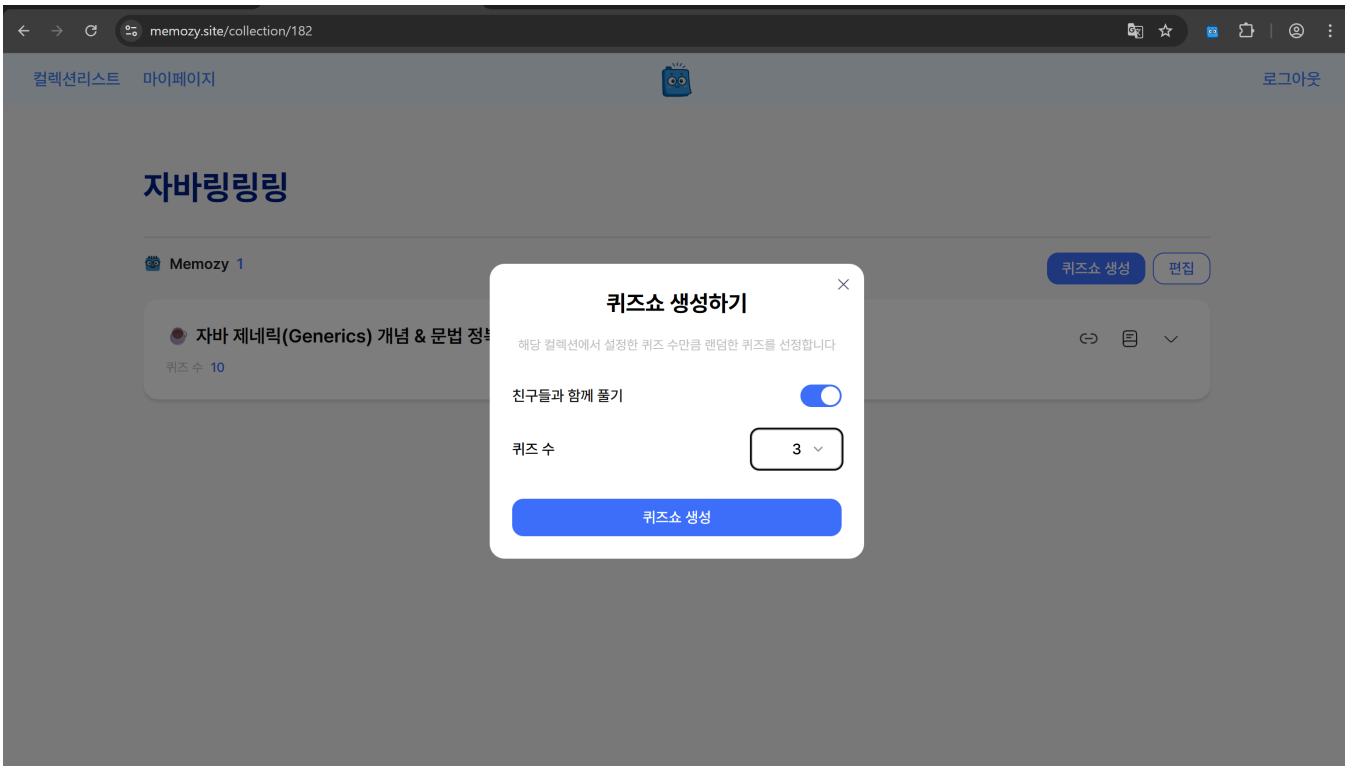 memozy.site/collection/182
컬렉션리스트 마이페이지 로그아웃
자바링링링
Memozy 1 퀴즈쇼 생성 편집
자바 제네릭(Generics) 개념 & 문법
퀴즈 수 10
퀴즈쇼 생성하기
해당 컬렉션에서 설정한 퀴즈 수만큼 랜덤한 퀴즈를 선정합니다
친구들과 함께 풀기
퀴즈 수 3
퀴즈쇼 생성